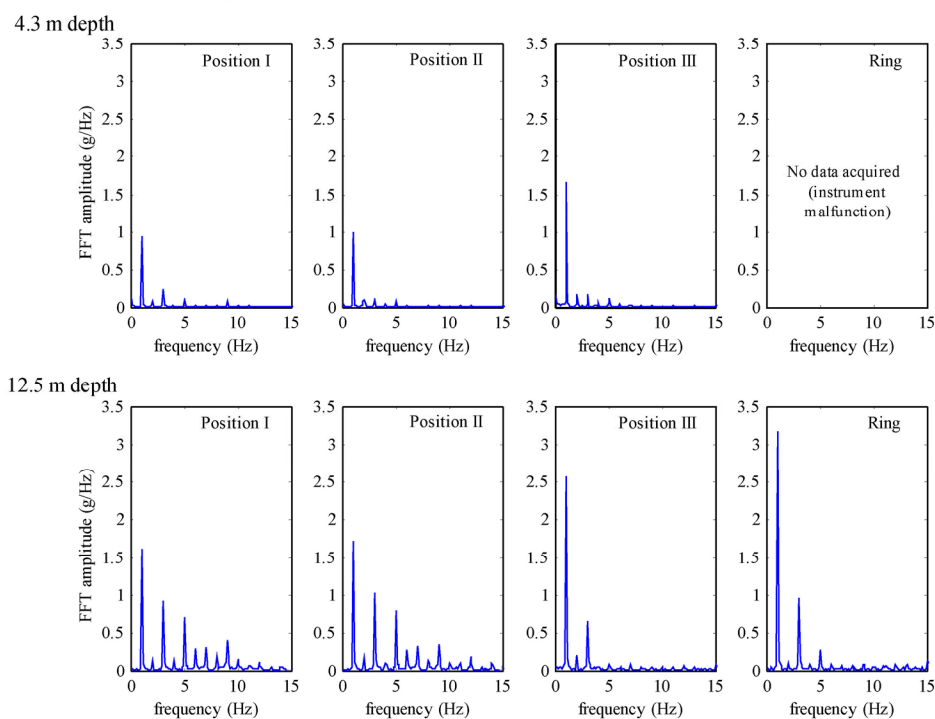 4.3 m depth
3.5
3
2.5
2
1.5
1
0.5
0
0 5 10 15
FFT amplitude (g/Hz)
frequency (Hz)
Position I
3.5
3
2.5
2
1.5
1
0.5
0
0 5 10 15
frequency (Hz)
Position II
3.5
3
2.5
2
1.5
1
0.5
0
0 5 10 15
frequency (Hz)
Position III
3.5
3
2.5
2
1.5
1
0.5
0
0 5 10 15
frequency (Hz)
Ring
No data acquired
(instrument
malfunction)
12.5 m depth
3.5
3
2.5
2
1.5
1
0.5
0
0 5 10 15
FFT amplitude (g/Hz)
frequency (Hz)
Position I
3.5
3
2.5
2
1.5
1
0.5
0
0 5 10 15
frequency (Hz)
Position II
3.5
3
2.5
2
1.5
1
0.5
0
0 5 10 15
frequency (Hz)
Position III
3.5
3
2.5
2
1.5
1
0.5
0
0 5 10 15
frequency (Hz)
Ring